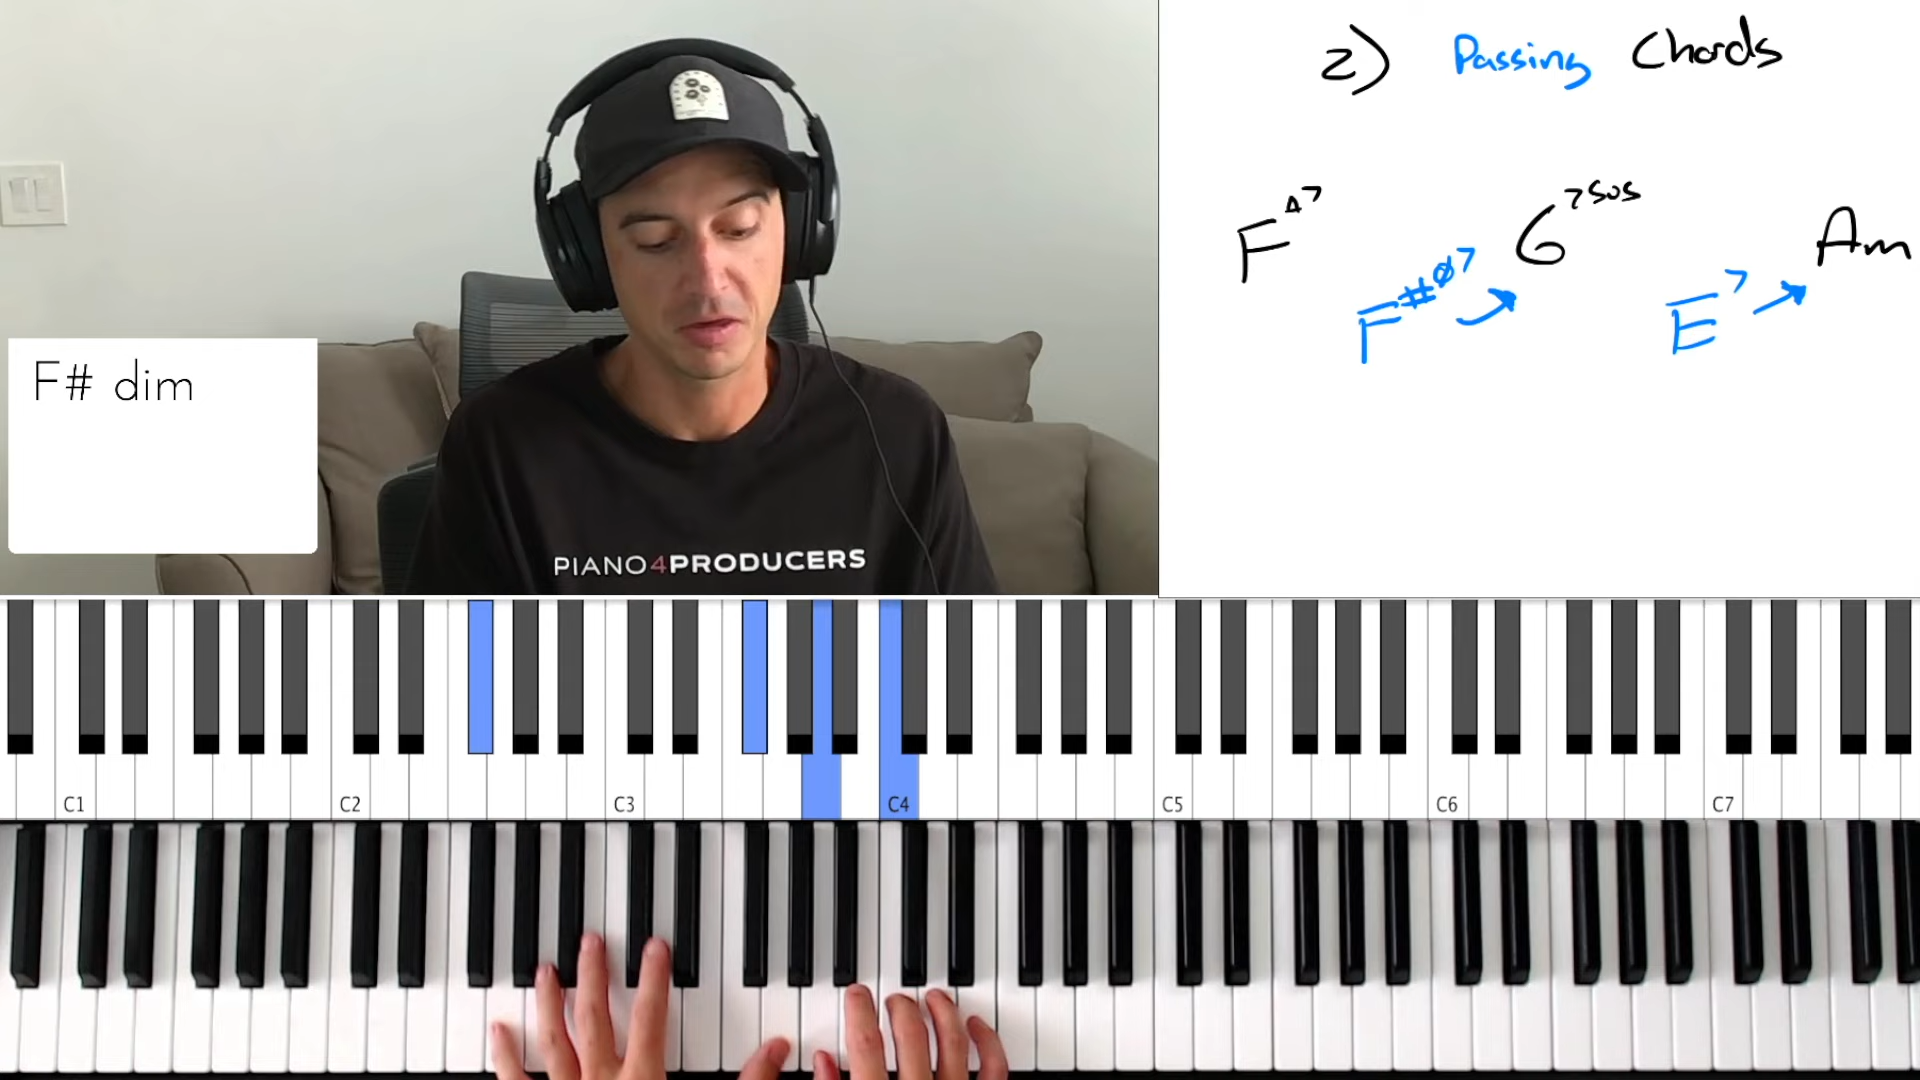 2) Passing Chords
F△7 G7sus Am
F#ø7 E7
F# dim
PIANO4PRODUCERS
C1 C2 C3 C4 C5 C6 C7